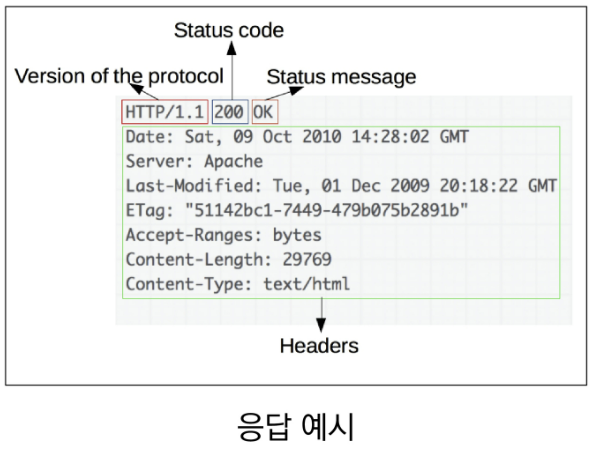 Status code
Version of the protocol
Status message
HTTP/1.1 200 OK
Date: Sat, 09 Oct 2010 14:28:02 GMT
Server: Apache
Last-Modified: Tue, 01 Dec 2009 20:18:22 GMT
ETag: "51142bc1-7449-479b075b2891b"
Accept-Ranges: bytes
Content-Length: 29769
Content-Type: text/html
Headers
응답 예시